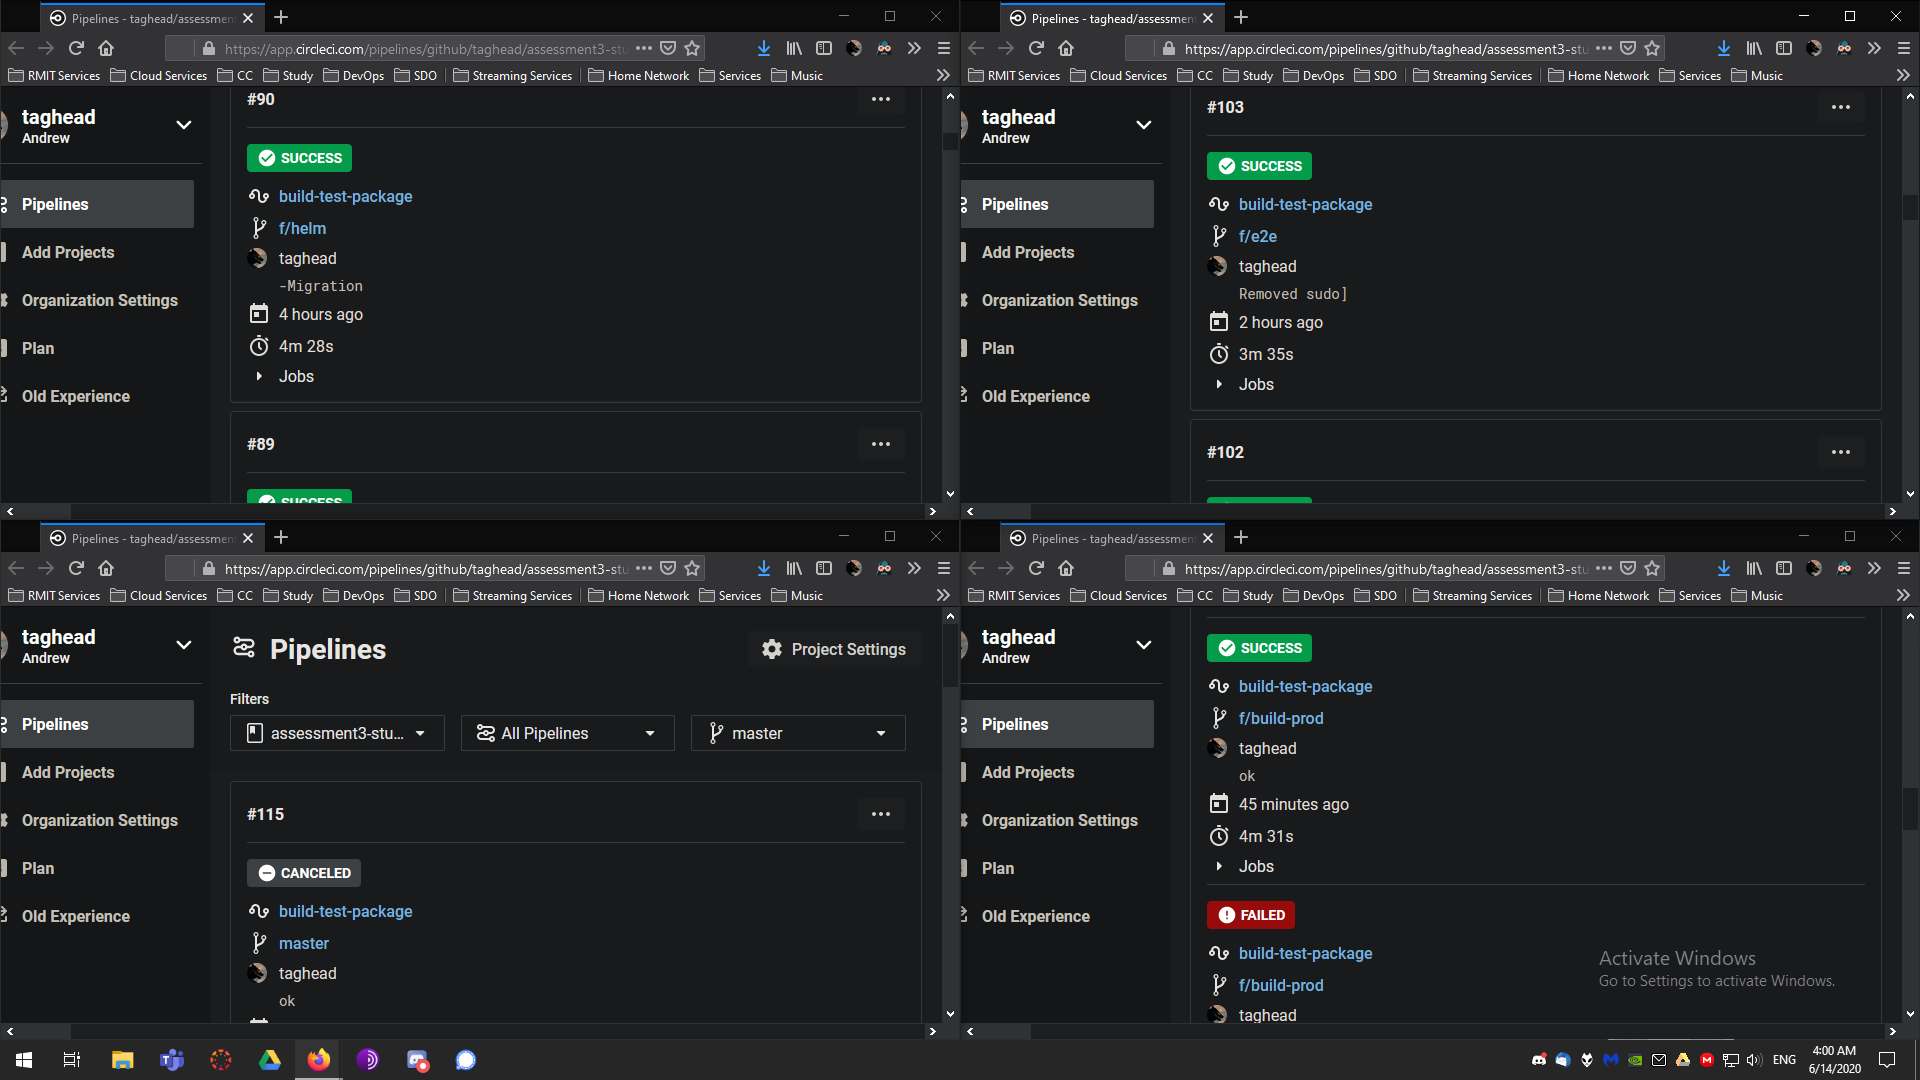 Pipelines - taghead/assessment
https://app.circleci.com/pipelines/github/taghead/assessment3-stu
RMIT Services
Cloud Services
CC
Study
DevOps
SDO
Streaming Services
Home Network
Services
Music
taghead
Andrew
Pipelines
Add Projects
Organization Settings
Plan
Old Experience
#90
SUCCESS
build-test-package
f/helm
taghead
-Migration
4 hours ago
4m 28s
Jobs
#89
SUCCESS
Pipelines - taghead/assessment
https://app.circleci.com/pipelines/github/taghead/assessment3-stu
RMIT Services
Cloud Services
CC
Study
DevOps
SDO
Streaming Services
Home Network
Services
Music
taghead
Andrew
Pipelines
Add Projects
Organization Settings
Plan
Old Experience
#103
SUCCESS
build-test-package
f/e2e
taghead
Removed sudo]
2 hours ago
3m 35s
Jobs
#102
Pipelines - taghead/assessment
https://app.circleci.com/pipelines/github/taghead/assessment3-stu
RMIT Services
Cloud Services
CC
Study
DevOps
SDO
Streaming Services
Home Network
Services
Music
taghead
Andrew
Pipelines
Add Projects
Organization Settings
Plan
Old Experience
Pipelines
Project Settings
Filters
assessment3-stu...
All Pipelines
master
#115
CANCELED
build-test-package
master
taghead
ok
Pipelines - taghead/assessment
https://app.circleci.com/pipelines/github/taghead/assessment3-stu
RMIT Services
Cloud Services
CC
Study
DevOps
SDO
Streaming Services
Home Network
Services
Music
taghead
Andrew
Pipelines
Add Projects
Organization Settings
Plan
Old Experience
SUCCESS
build-test-package
f/build-prod
taghead
ok
45 minutes ago
4m 31s
Jobs
FAILED
build-test-package
f/build-prod
taghead
Activate Windows
Go to Settings to activate Windows.
ENG
4:00 AM
6/14/2020